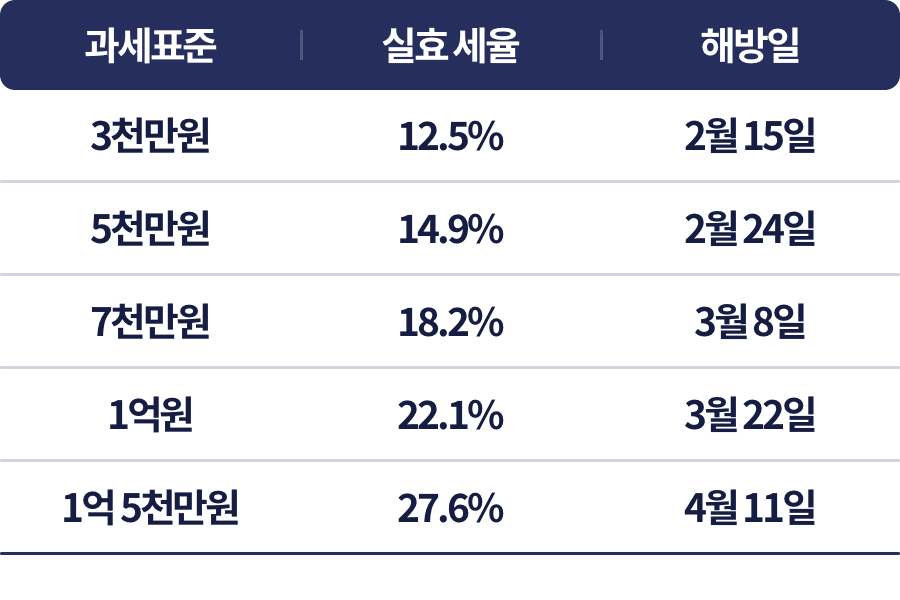 과세표준 실효 세율 해방일
3천만원 12.5% 2월 15일
5천만원 14.9% 2월 24일
7천만원 18.2% 3월 8일
1억원 22.1% 3월 22일
1억 5천만원 27.6% 4월 11일